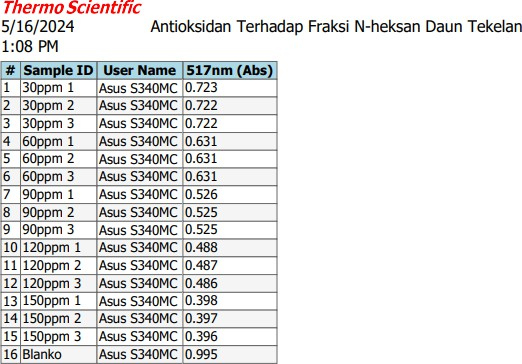 Thermo Scientific
5/16/2024 Antioksidan Terhadap Fraksi N-heksan Daun Tekelan
1:08 PM
# Sample ID User Name 517nm (Abs)
1 30ppm 1 Asus S340MC 0.723
2 30ppm 2 Asus S340MC 0.722
3 30ppm 3 Asus S340MC 0.722
4 60ppm 1 Asus S340MC 0.631
5 60ppm 2 Asus S340MC 0.631
6 60ppm 3 Asus S340MC 0.631
7 90ppm 1 Asus S340MC 0.526
8 90ppm 2 Asus S340MC 0.525
9 90ppm 3 Asus S340MC 0.525
10 120ppm 1 Asus S340MC 0.488
11 120ppm 2 Asus S340MC 0.487
12 120ppm 3 Asus S340MC 0.486
13 150ppm 1 Asus S340MC 0.398
14 150ppm 2 Asus S340MC 0.397
15 150ppm 3 Asus S340MC 0.396
16 Blanko Asus S340MC 0.995